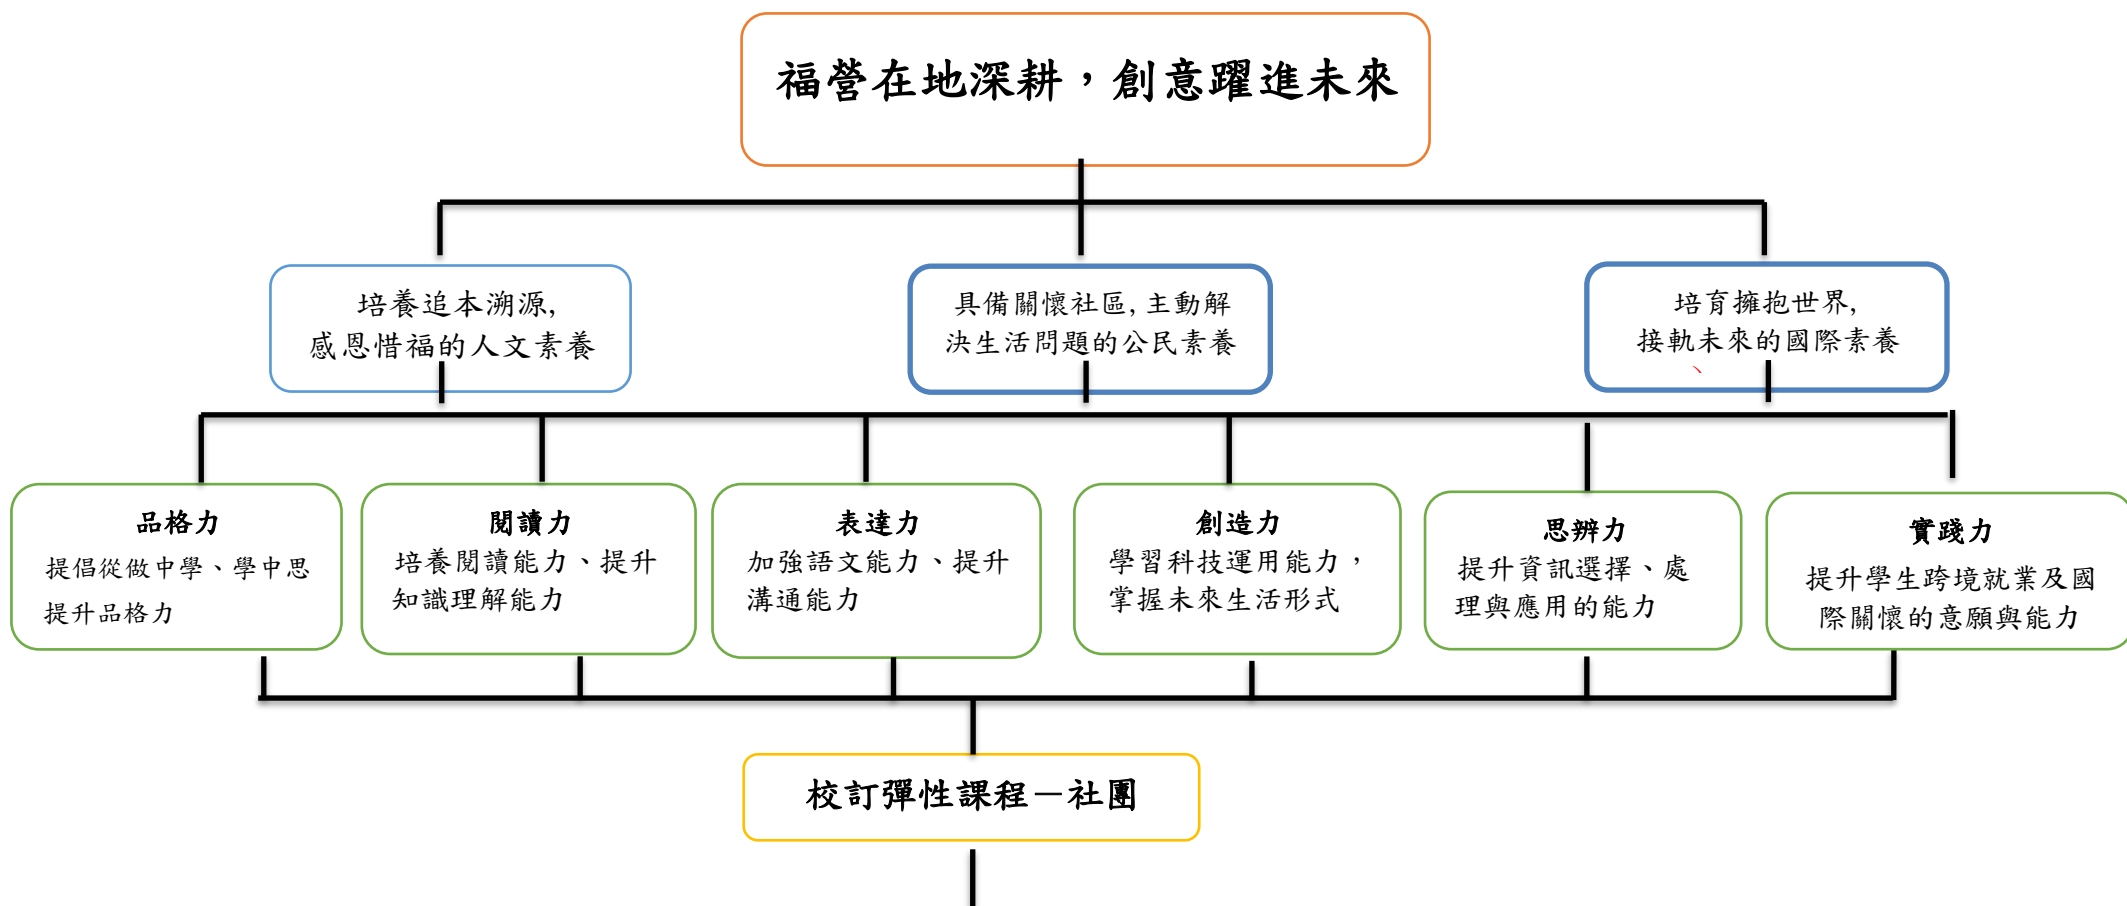 福營在地深耕，創意躍進未來
培養追本溯源,
感恩惜福的人文素養
具備關懷社區,主動解
決生活問題的公民素養
培育擁抱世界,
接軌未來的國際素養
、
品格力
提倡從做中學、學中思
提升品格力
閱讀力
培養閱讀能力、提升
知識理解能力
表達力
加強語文能力、提升
溝通能力
創造力
學習科技運用能力，
掌握未來生活形式
思辨力
提升資訊選擇、處
理與應用的能力
實踐力
提升學生跨境就業及國
際關懷的意願與能力
校訂彈性課程－社團